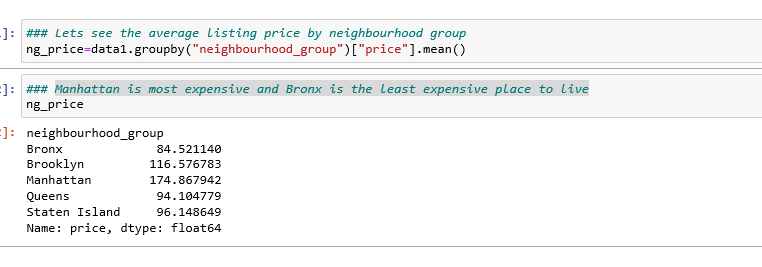 ]: ### Lets see the average listing price by neighbourhood group
ng_price=data1.groupby("neighbourhood_group")["price"].mean()
]: ### Manhattan is most expensive and Bronx is the least expensive place to live
ng_price
]: neighbourhood_group
Bronx 84.521140
Brooklyn 116.576783
Manhattan 174.867942
Queens 94.104779
Staten Island 96.148649
Name: price, dtype: float64